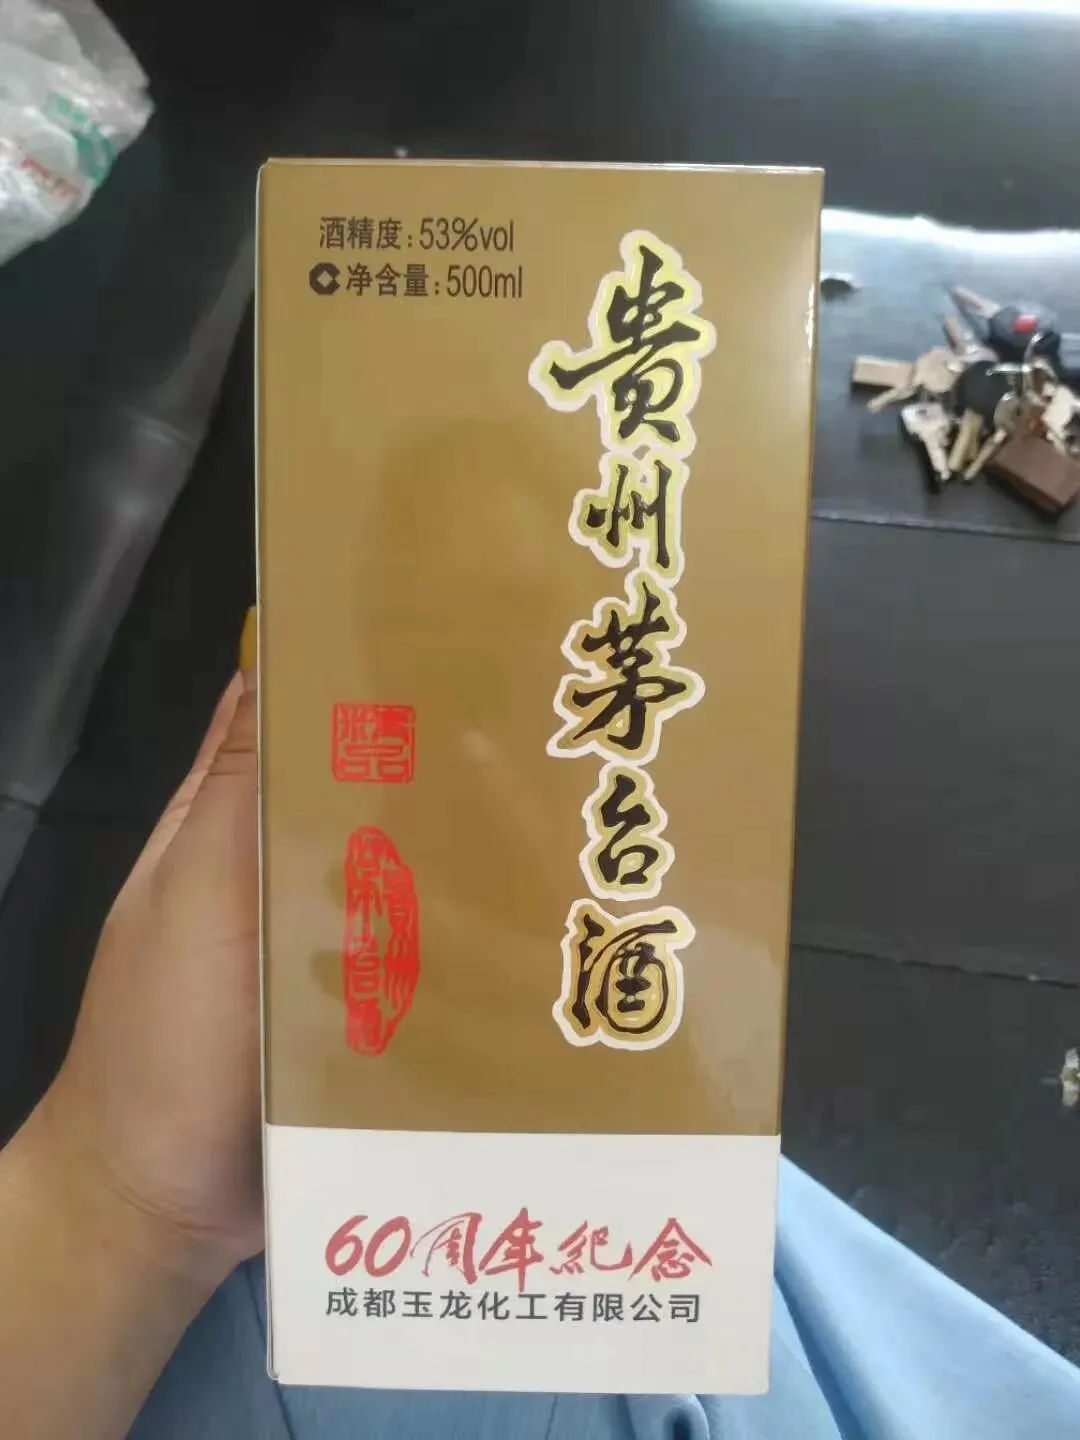 酒精度:53%vol
净含量:500ml
贵州茅台酒
60周年纪念
成都玉龙化工有限公司